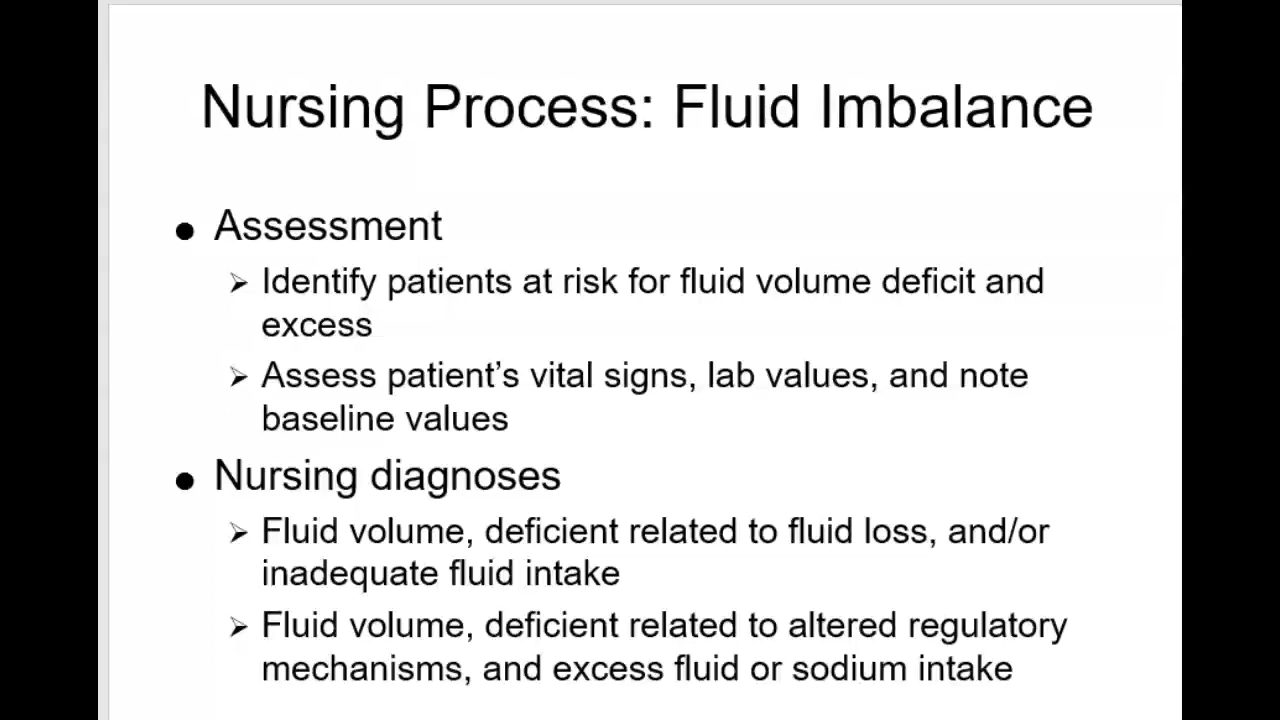 Nursing Process: Fluid Imbalance
● Assessment
➢ Identify patients at risk for fluid volume deficit and
excess
➢ Assess patient’s vital signs, lab values, and note
baseline values
● Nursing diagnoses
➢ Fluid volume, deficient related to fluid loss, and/or
inadequate fluid intake
➢ Fluid volume, deficient related to altered regulatory
mechanisms, and excess fluid or sodium intake